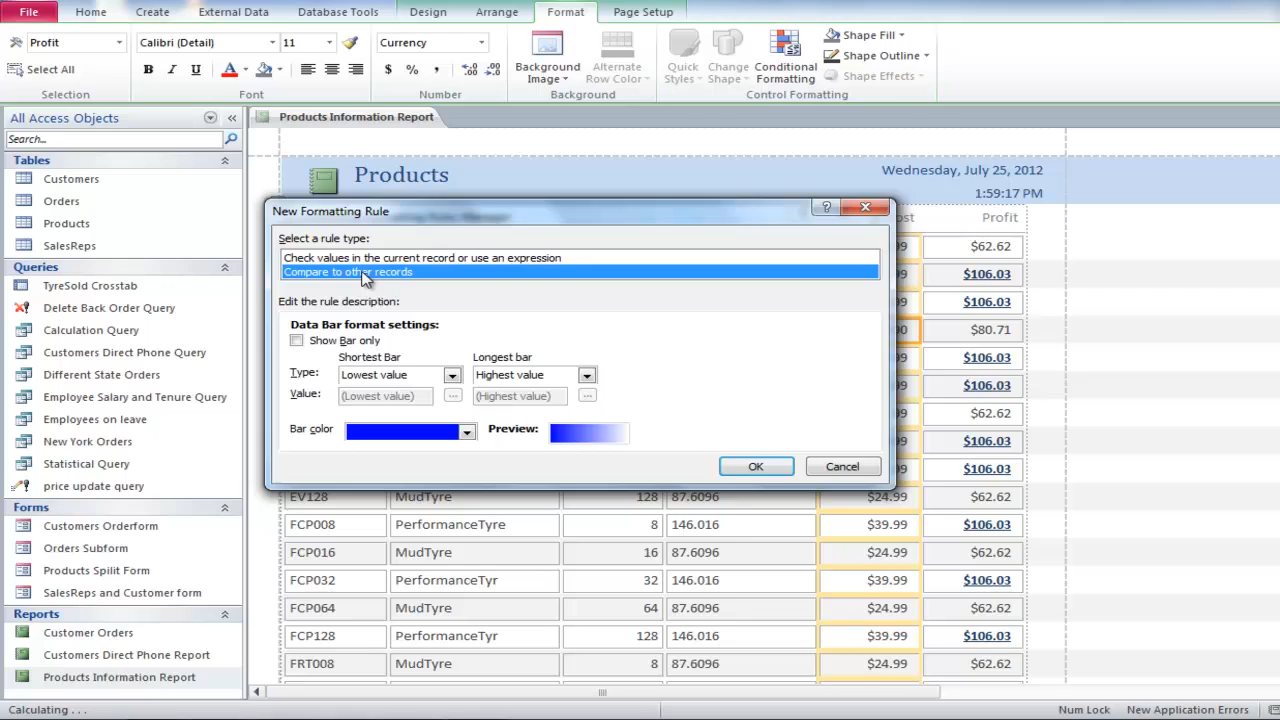 File Home Create External Data Database Tools Design Arrange Format Page Setup
Profit Calibri (Detail) 11 Currency
Select All B I U A $ % ,
Background Image Alternate Row Color Quick Styles Change Shape Conditional Formatting
Shape Fill
Shape Outline
Shape Effects
Selection Font Number Background Control Formatting
All Access Objects
Search...
Tables
Customers
Orders
Products
SalesReps
Queries
TyreSold Crosstab
Delete Back Order Query
Calculation Query
Customers Direct Phone Query
Different State Orders
Employee Salary and Tenure Query
Employees on leave
New York Orders
Statistical Query
price update query
Forms
Customers Orderform
Orders Subform
Products Spilit Form
SalesReps and Customer form
Reports
Customer Orders
Customers Direct Phone Report
Products Information Report
Products Information Report
Products
Wednesday, July 25, 2012
1:59:17 PM
Profit
$62.62
$106.03
$106.03
$80.71
$106.03
$106.03
$62.62
$106.03
$106.03
New Formatting Rule
Select a rule type:
Check values in the current record or use an expression
Compare to other records
Edit the rule description:
Data Bar format settings:
Show Bar only
Shortest Bar Longest bar
Type: Lowest value Highest value
Value: (Lowest value) ... (Highest value) ...
Bar color Preview:
OK Cancel
EV128 MudTyre 128 87.6096 $24.99 $62.62
FCP008 PerformanceTyre 8 146.016 $39.99 $106.03
FCP016 MudTyre 16 87.6096 $24.99 $62.62
FCP032 PerformanceTyr 32 146.016 $39.99 $106.03
FCP064 MudTyre 64 87.6096 $24.99 $62.62
FCP128 PerformanceTyr 128 146.016 $39.99 $106.03
FRT008 MudTyre 8 87.6096 $24.99 $62.62
Calculating . . . Num Lock New Application Errors